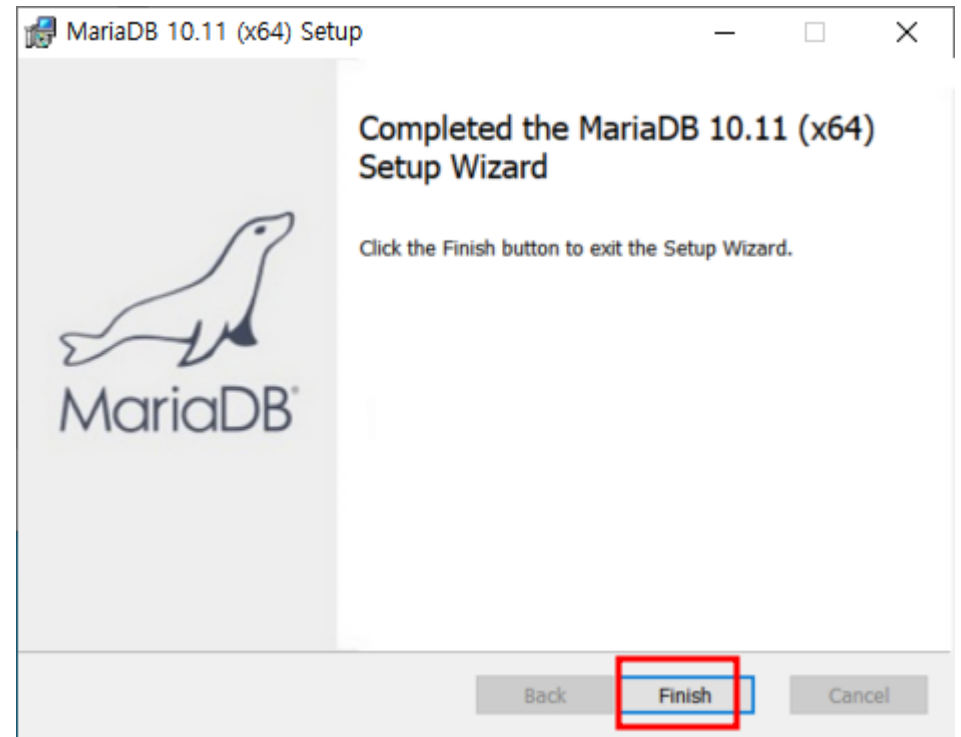 MariaDB 10.11 (x64) Setup
Completed the MariaDB 10.11 (x64)
Setup Wizard
Click the Finish button to exit the Setup Wizard.
MariaDB®
Back Finish Cancel